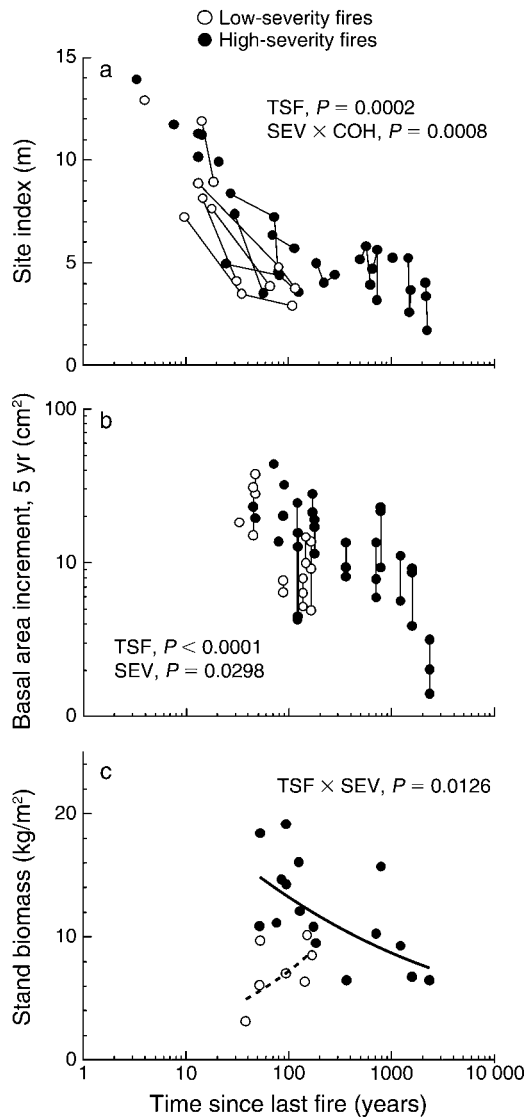 Low-severity fires
High-severity fires
a
TSF, P = 0.0002
SEV × COH, P = 0.0008
Site index (m)
15
10
5
0
b
TSF, P < 0.0001
SEV, P = 0.0298
Basal area increment, 5 yr (cm²)
100
10
0
c
TSF × SEV, P = 0.0126
Stand biomass (kg/m²)
20
10
0
1 10 100 1000 10 000
Time since last fire (years)